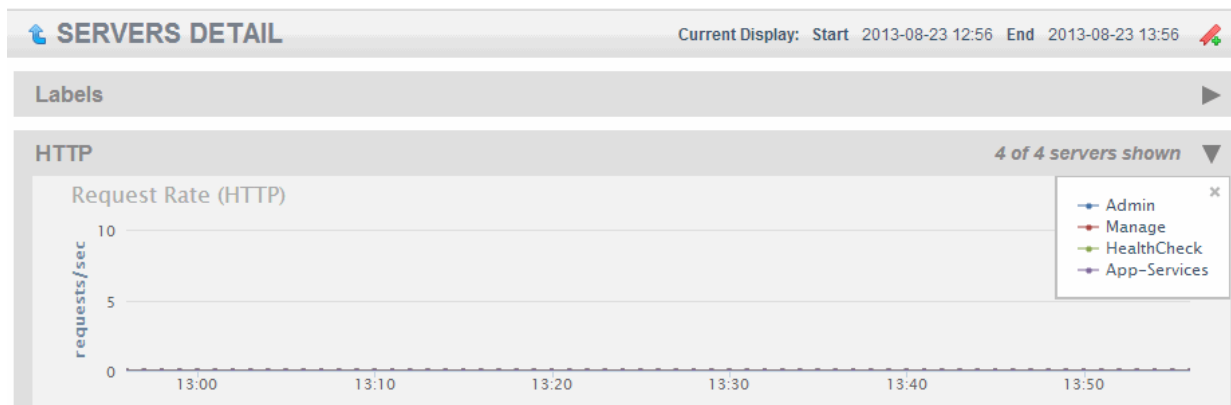 SERVERS DETAIL
Current Display: Start 2013-08-23 12:56 End 2013-08-23 13:56
Labels
HTTP
4 of 4 servers shown
Request Rate (HTTP)
Admin
Manage
HealthCheck
App-Services
requests/sec
10
5
0
13:00 13:10 13:20 13:30 13:40 13:50